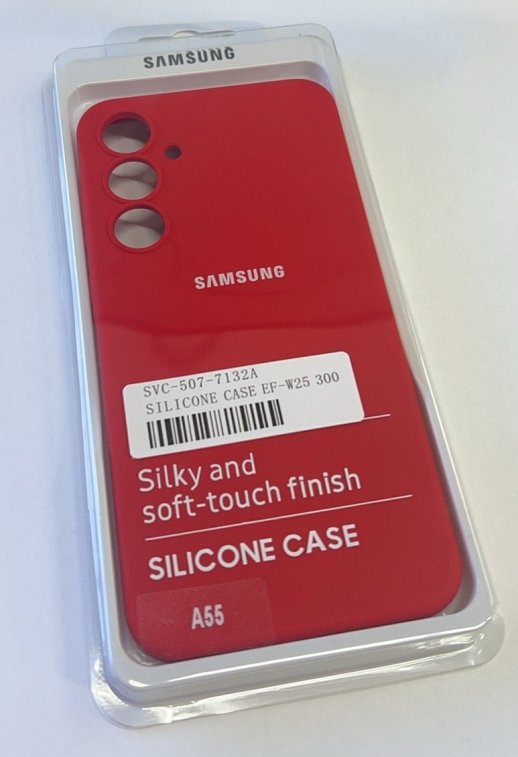 SAMSUNG
SAMSUNG
SVC-507-7132A
SILICONE CASE EF-W25 300
Silky and
soft-touch finish
SILICONE CASE
A55